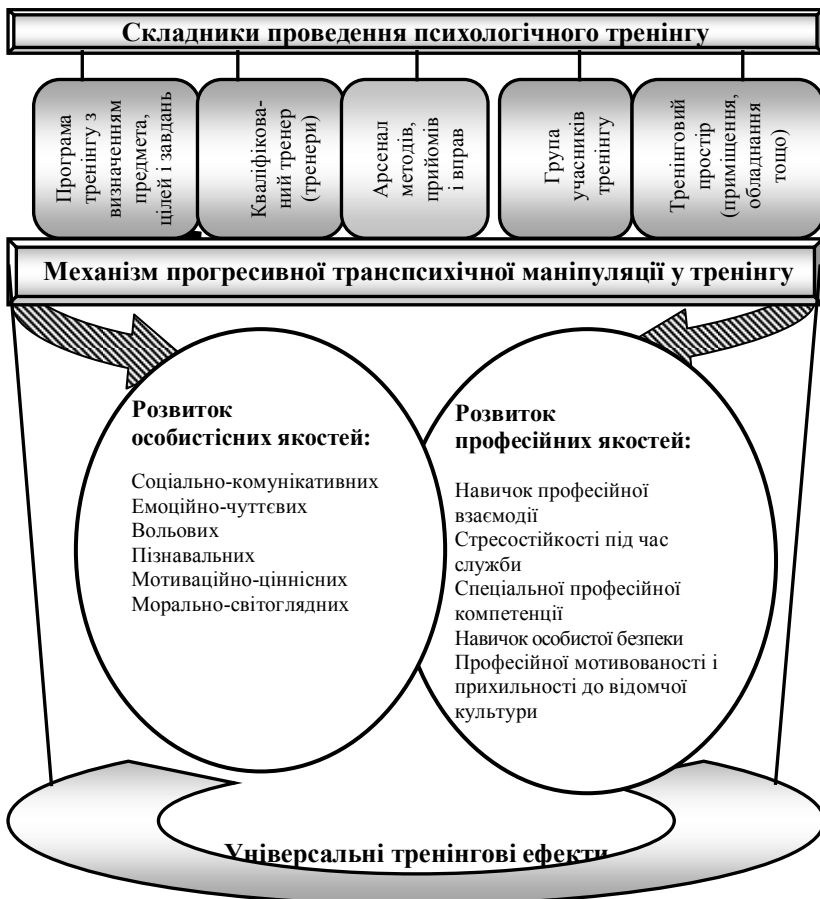 Складники проведення психологічного тренінгу
Програма
тренінгу з
визначенням
предмета,
цілей і завдань
Кваліфікова-
ний тренер
(тренери)
Арсенал
методів,
прийомів
і вправ
Група
учасників
тренінгу
Тренінговий
простір
(приміщення,
обладнання
тощо)
Механізм прогресивної транспсихічної маніпуляції у тренінгу
Розвиток
особистісних якостей:
Соціально-комунікативних
Емоційно-чуттєвих
Вольових
Пізнавальних
Мотиваційно-ціннісних
Морально-світоглядних
Розвиток
професійних якостей:
Навичок професійної
взаємодії
Стресостійкості під час
служби
Спеціальної професійної
компетенції
Навичок особистої безпеки
Професійної мотивованості і
прихильності до відомчої
культури
Універсальні тренінгові ефекти